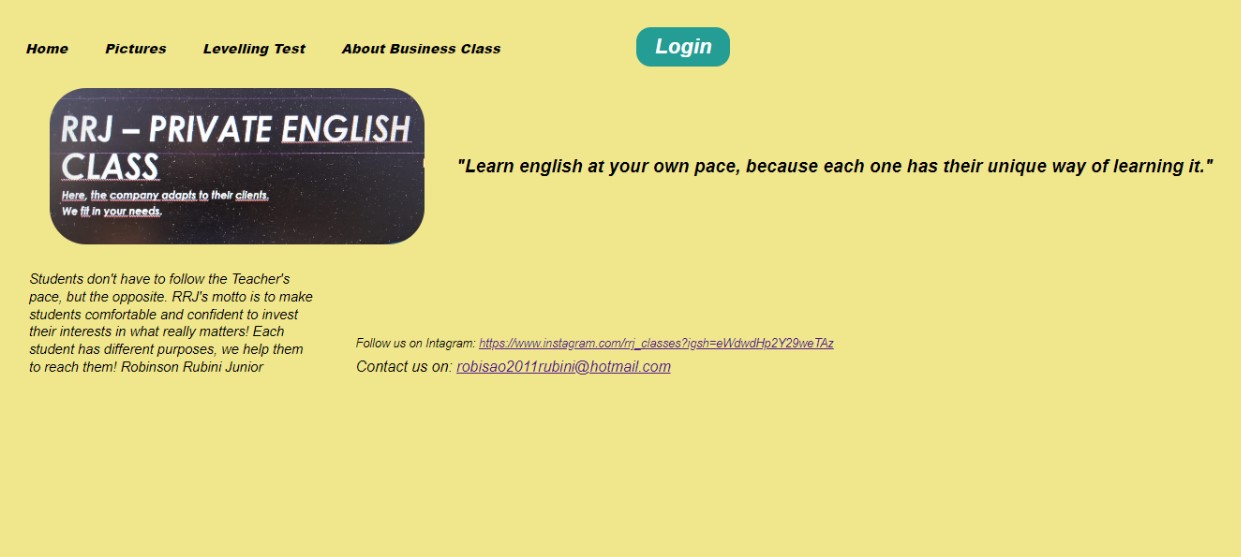 Home Pictures Levelling Test About Business Class Login
RRJ – PRIVATE ENGLISH
CLASS
Here, the company adapts to their clients.
We fit in your needs.
"Learn english at your own pace, because each one has their unique way of learning it."
Students don't have to follow the Teacher's
pace, but the opposite. RRJ's motto is to make
students comfortable and confident to invest
their interests in what really matters! Each
student has different purposes, we help them
to reach them! Robinson Rubini Junior
Follow us on Intagram: https://www.instagram.com/rrj_classes?igsh=eWdwdHp2Y29weTAz
Contact us on: robisao2011rubini@hotmail.com